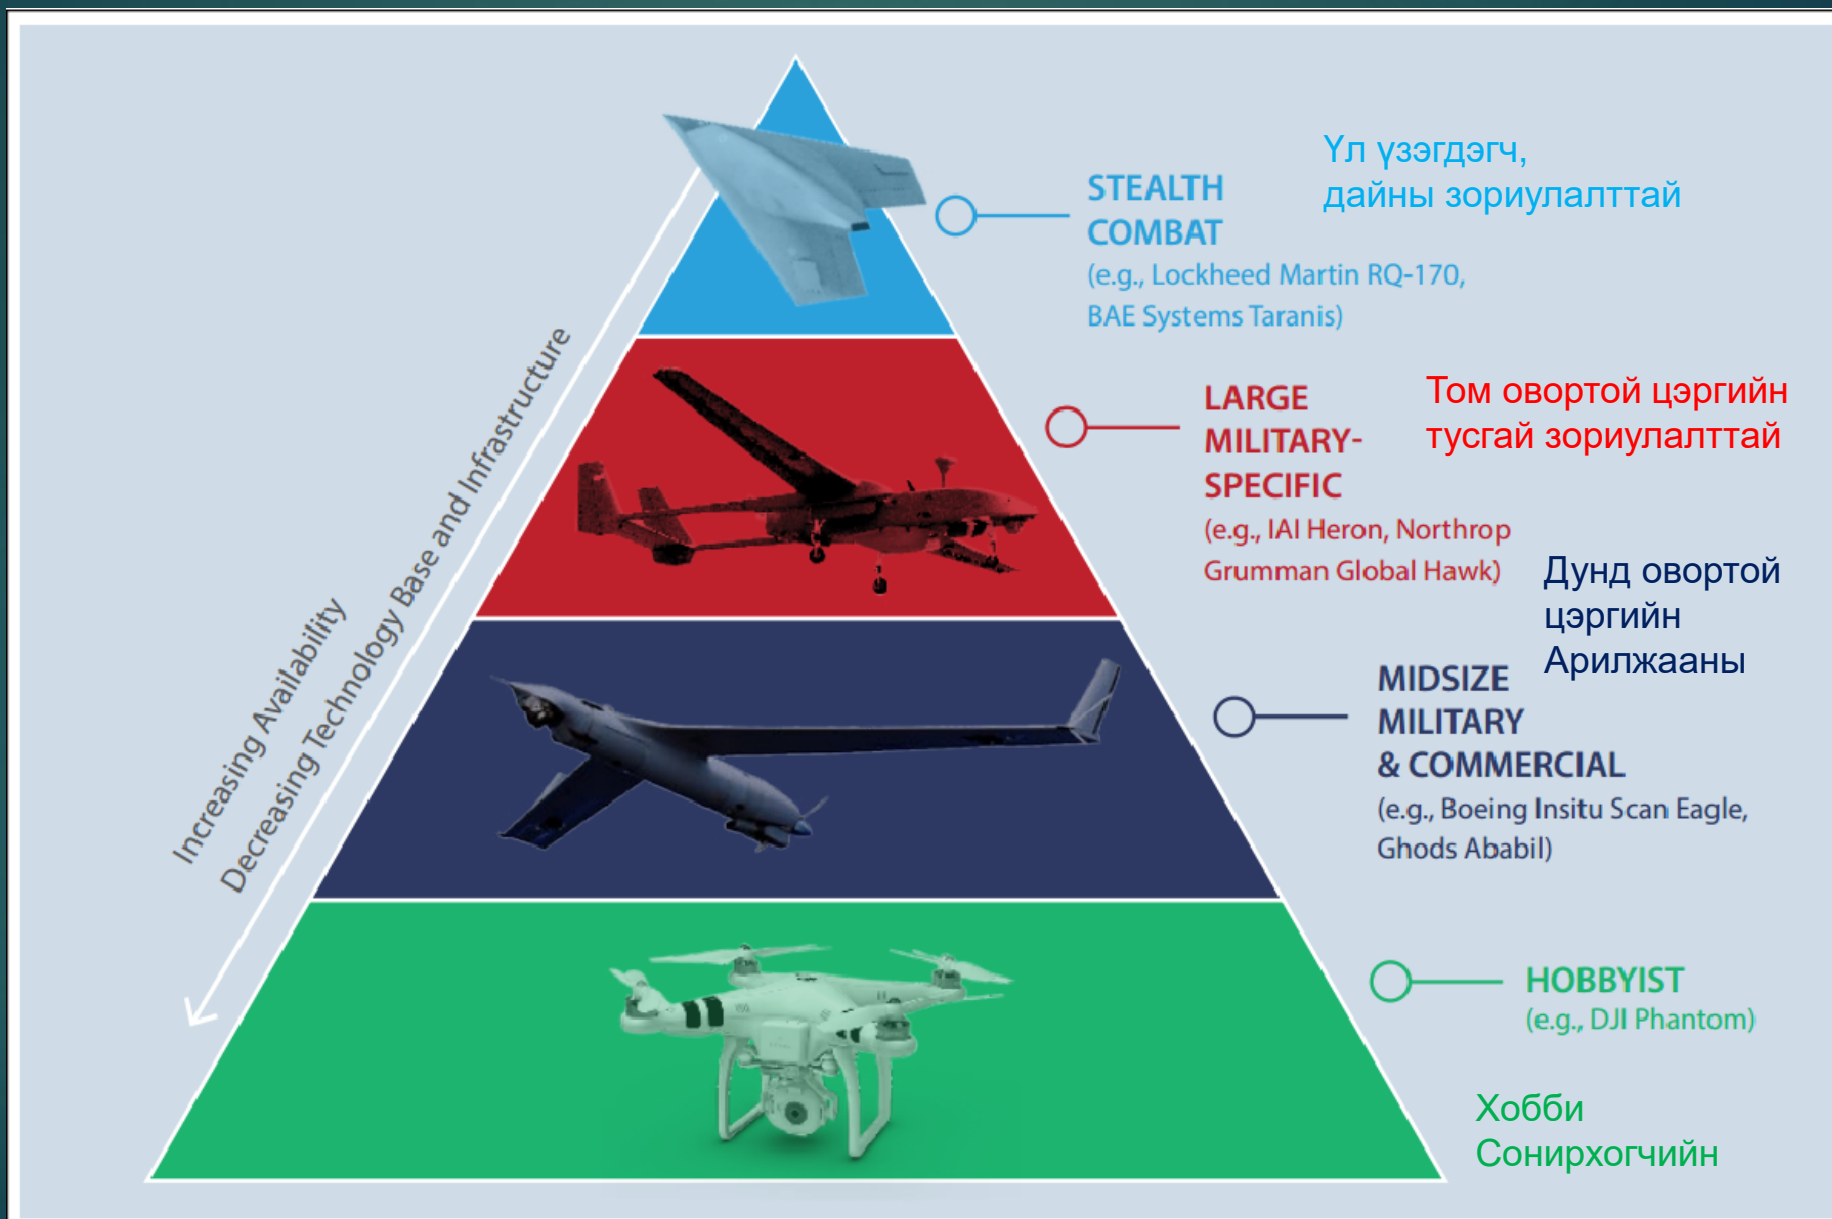 Үл үзэгдэгч,
дайны зориулалттай
STEALTH
COMBAT
(e.g., Lockheed Martin RQ-170,
BAE Systems Taranis)
Том овортой цэргийн
тусгай зориулалттай
LARGE
MILITARY-
SPECIFIC
(e.g., IAI Heron, Northrop
Grumman Global Hawk)
Дунд овортой
цэргийн
Арилжааны
MIDSIZE
MILITARY
& COMMERCIAL
(e.g., Boeing Insitu Scan Eagle,
Ghods Ababil)
HOBBYIST
(e.g., DJI Phantom)
Хобби
Сонирхогчийн
Increasing Availability
Decreasing Technology Base and Infrastructure